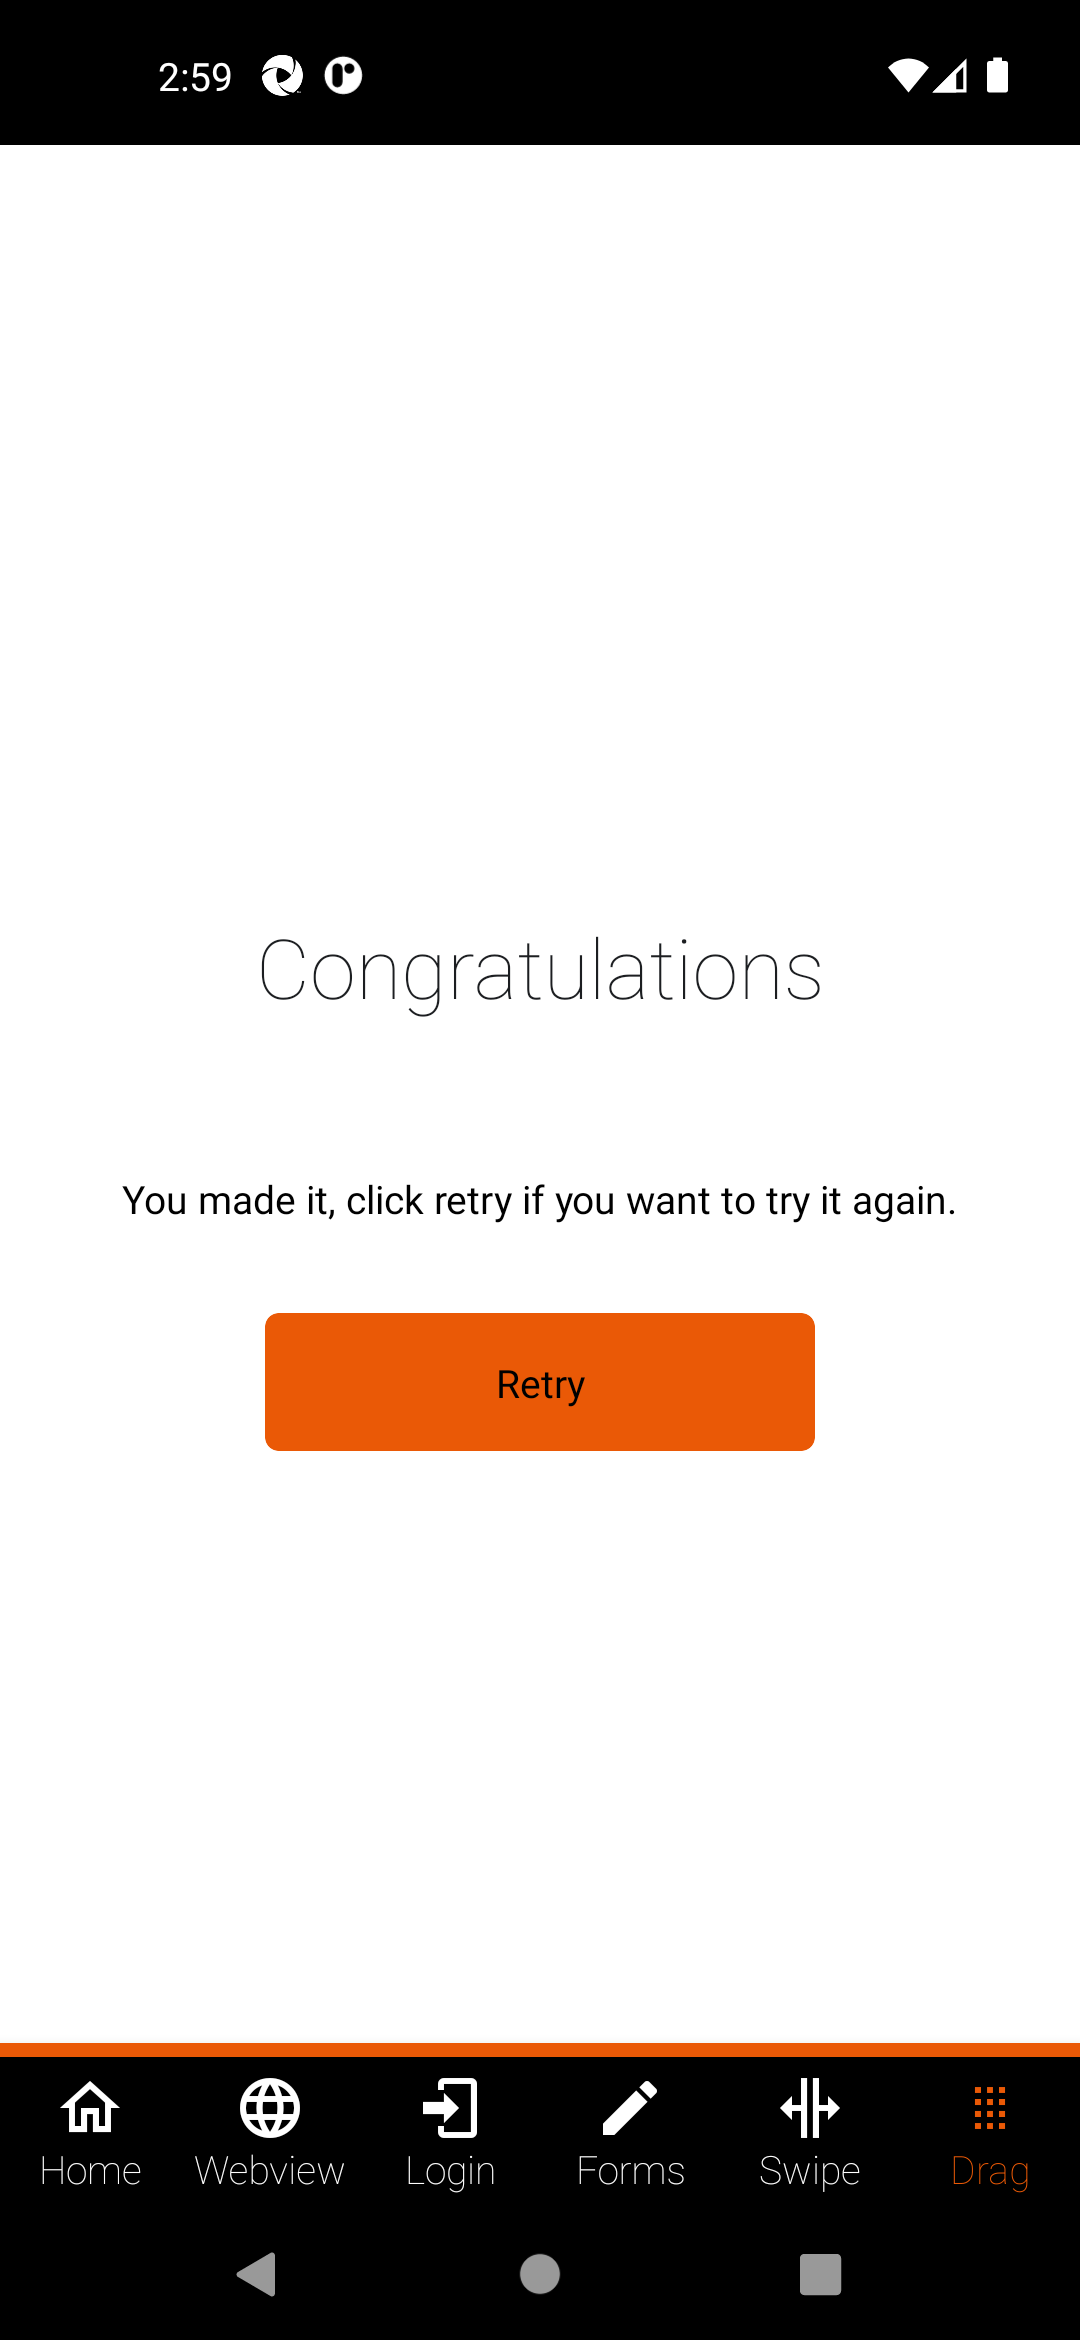 2:59
Congratulations
You made it, click retry if you want to try it again.
Retry
Home Webview Login Forms Swipe Drag